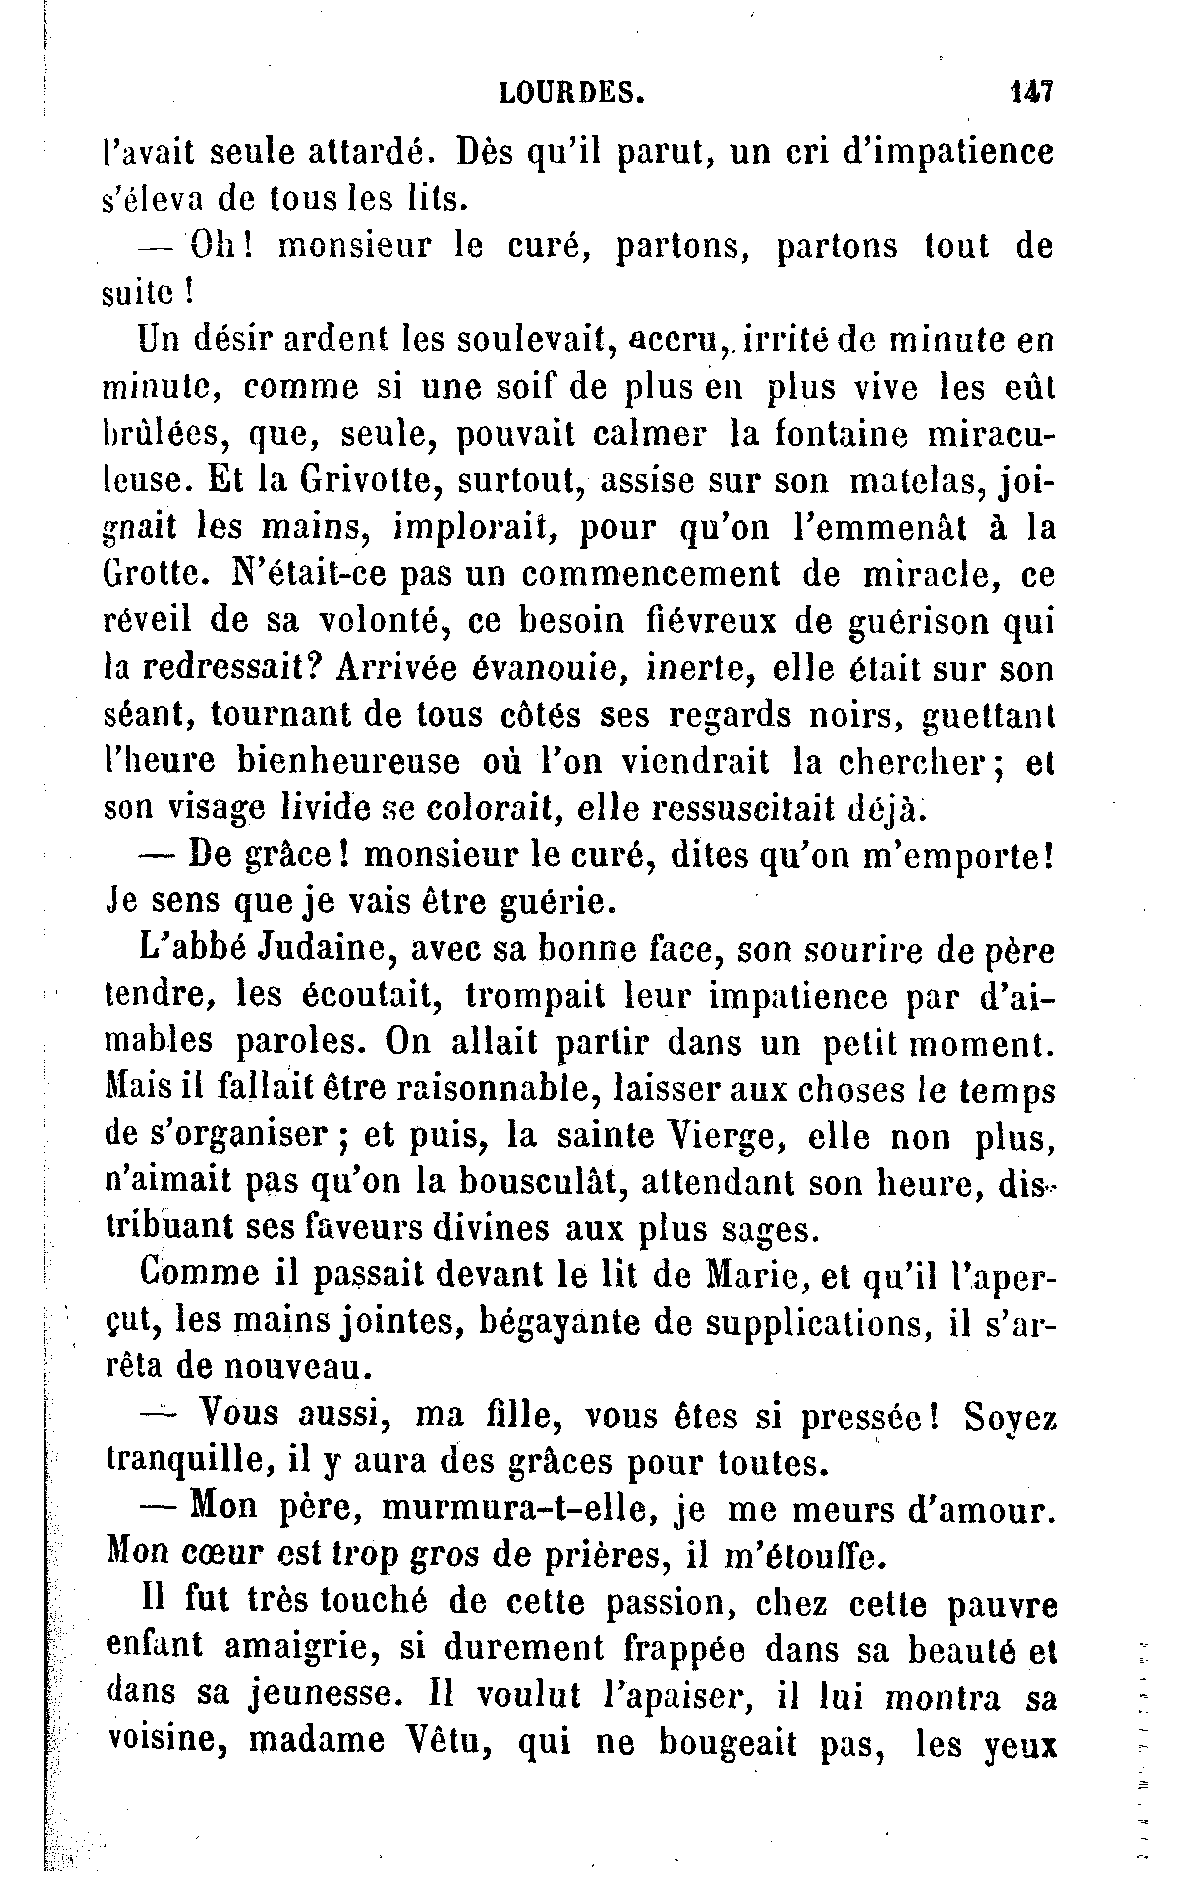 LOURDES. 147
l'avait seule attardé. Dès qu'il parut, un cri d'impatience
s'éleva de tous les lits.
— Oh! monsieur le curé, partons, partons tout de
suite !
Un désir ardent les soulevait, accru, irrité de minute en
minute, comme si une soif de plus en plus vive les eût
brûlées, que, seule, pouvait calmer la fontaine miracu-
leuse. Et la Grivotte, surtout, assise sur son matelas, joi-
gnait les mains, implorait, pour qu'on l'emmenât à la
Grotte. N'était-ce pas un commencement de miracle, ce
réveil de sa volonté, ce besoin fiévreux de guérison qui
la redressait? Arrivée évanouie, inerte, elle était sur son
séant, tournant de tous côtés ses regards noirs, guettant
l'heure bienheureuse où l'on viendrait la chercher; et
son visage livide se colorait, elle ressuscitait déjà.
— De grâce! monsieur le curé, dites qu'on m'emporte!
Je sens que je vais être guérie.
L'abbé Judaine, avec sa bonne face, son sourire de père
tendre, les écoutait, trompait leur impatience par d'ai-
mables paroles. On allait partir dans un petit moment.
Mais il fallait être raisonnable, laisser aux choses le temps
de s'organiser; et puis, la sainte Vierge, elle non plus,
n'aimait pas qu'on la bousculât, attendant son heure, dis-
tribuant ses faveurs divines aux plus sages.
Comme il passait devant le lit de Marie, et qu'il l'aper-
çut, les mains jointes, bégayante de supplications, il s'ar-
rêta de nouveau.
— Vous aussi, ma fille, vous êtes si pressée! Soyez
tranquille, il y aura des grâces pour toutes.
— Mon père, murmura-t-elle, je me meurs d'amour.
Mon cœur est trop gros de prières, il m'étouffe.
Il fut très touché de cette passion, chez cette pauvre
enfant amaigrie, si durement frappée dans sa beauté et
dans sa jeunesse. Il voulut l'apaiser, il lui montra sa
voisine, madame Vêtu, qui ne bougeait pas, les yeux